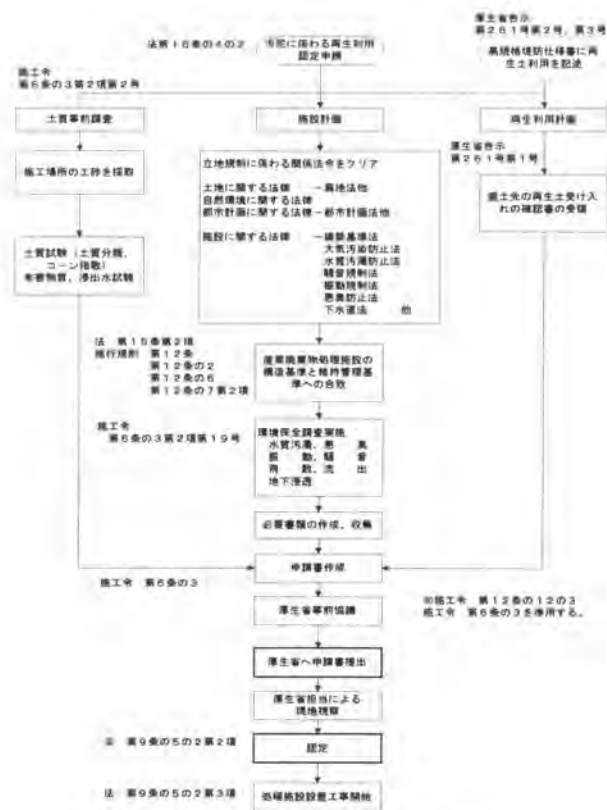 厚生省告示
第261号第2号、第3号
法第15条の4の2
汚泥に係わる再生利用
認定申請
高規格堤防仕様書に再
生土利用を記述
施工令
第6条の3第2項第2号
土質事前調査
施設計画
再生利用計画
厚生省告示
第261号第1号
施工場所の土砂を採取
立地規制に係わる関係法令をクリア
土地に関する法律 －農地法他
自然環境に関する法律
都市計画に関する法律－都市計画法他
施設に関する法律 －建築基準法
大気汚染防止法
水質汚濁防止法
騒音規制法
振動規制法
悪臭防止法
下水道法 他
盛土先の再生土受け入
れの確認書の受領
土質試験（土質分類、
コーン指数）
有害物質、溶出水試験
法 第15条第2項
施行規則 第12条
第12条の2
第12条の6
第12条の7第2項
産業廃棄物処理施設の
構造基準と維持管理基
準への合致
施工令
第6条の3第2項第19号
環境保全調査実施
水質汚濁、悪 臭
振 動、騒 音
飛 散、流 出
地下浸透
必要書類の作成、収集
申請書作成
施工令 第6条の3
施工令 第12条の12の3
施工令 第6条の3を準用する。
厚生省事前協議
厚生省へ申請書提出
厚生省担当による
現地視察
第9条の5の2第2項
認定
法 第9条の5の2第3項
処理施設設置工事開始